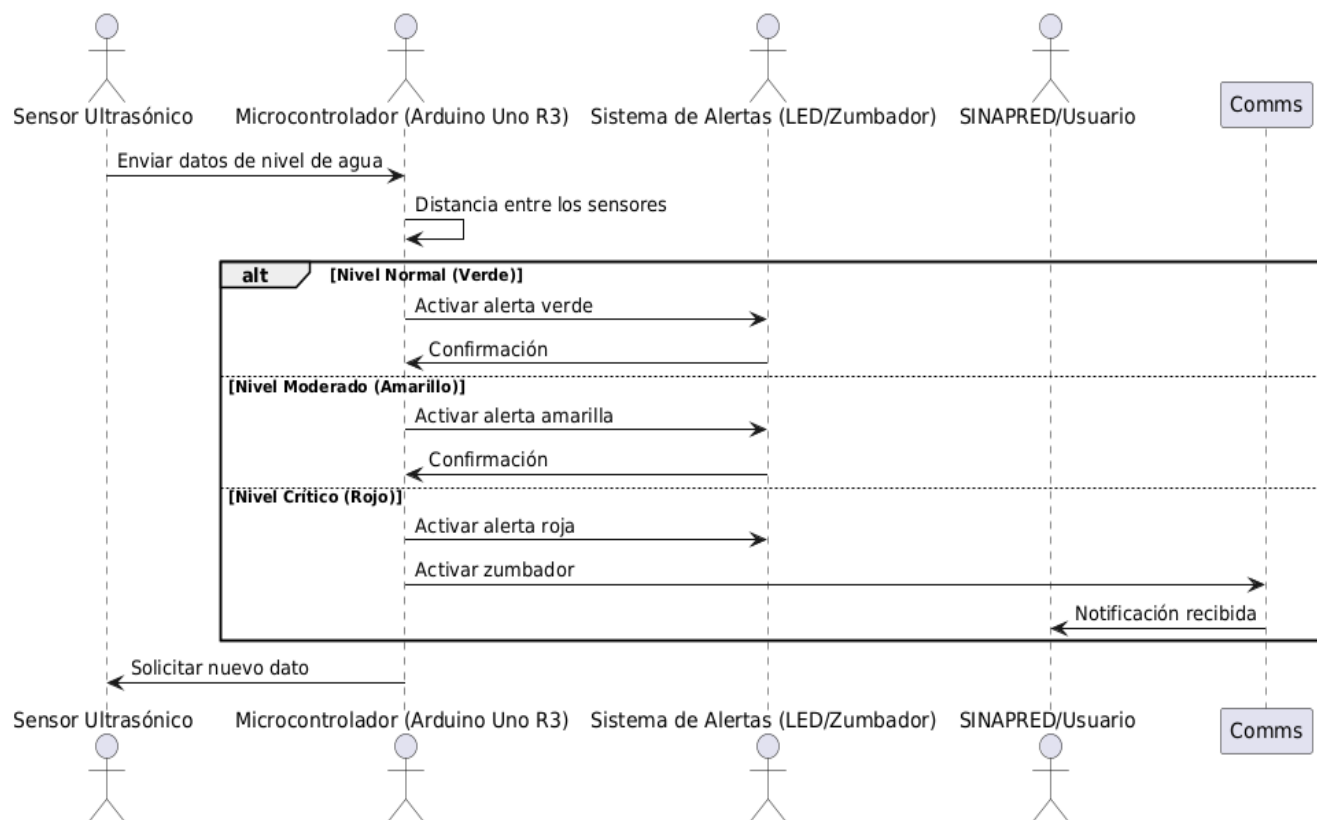 Sensor Ultrasónico Microcontrolador (Arduino Uno R3) Sistema de Alertas (LED/Zumbador) SINAPRED/Usuario Comms
Enviar datos de nivel de agua
Distancia entre los sensores
alt [Nivel Normal (Verde)]
Activar alerta verde
Confirmación
[Nivel Moderado (Amarillo)]
Activar alerta amarilla
Confirmación
[Nivel Crítico (Rojo)]
Activar alerta roja
Activar zumbador
Notificación recibida
Solicitar nuevo dato
Sensor Ultrasónico Microcontrolador (Arduino Uno R3) Sistema de Alertas (LED/Zumbador) SINAPRED/Usuario Comms